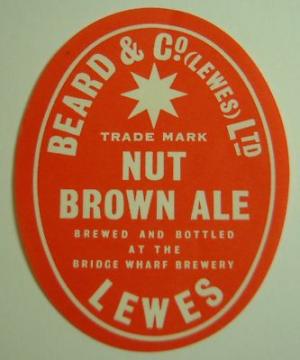 BEARD & Co (LEWES) LTD
TRADE MARK
NUT
BROWN ALE
BREWED AND BOTTLED
AT THE
BRIDGE WHARF BREWERY
LEWES